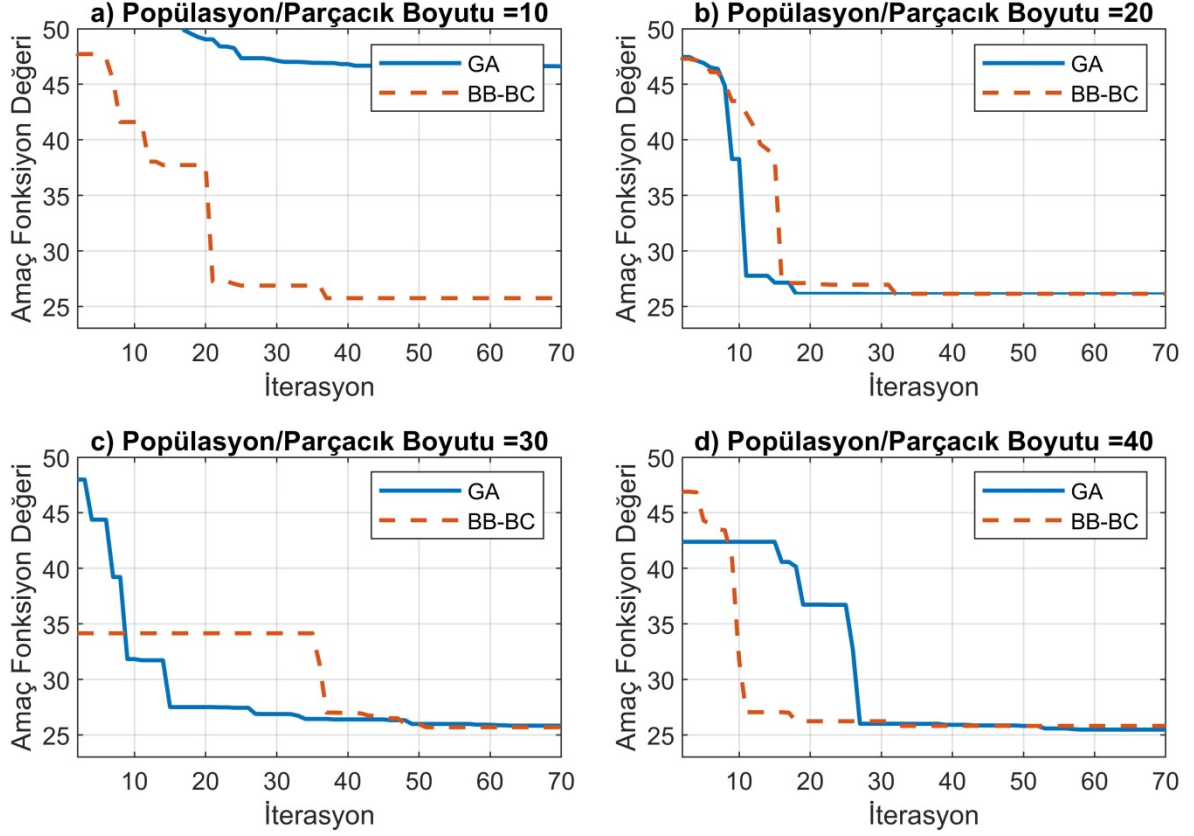 a) Popülasyon/Parçacık Boyutu =10
50
45
40
35
30
25
Amaç Fonksiyon Değeri
GA
BB-BC
10 20 30 40 50 60 70
İterasyon
b) Popülasyon/Parçacık Boyutu =20
50
45
40
35
30
25
Amaç Fonksiyon Değeri
GA
BB-BC
10 20 30 40 50 60 70
İterasyon
c) Popülasyon/Parçacık Boyutu =30
50
45
40
35
30
25
Amaç Fonksiyon Değeri
GA
BB-BC
10 20 30 40 50 60 70
İterasyon
d) Popülasyon/Parçacık Boyutu =40
50
45
40
35
30
25
Amaç Fonksiyon Değeri
GA
BB-BC
10 20 30 40 50 60 70
İterasyon